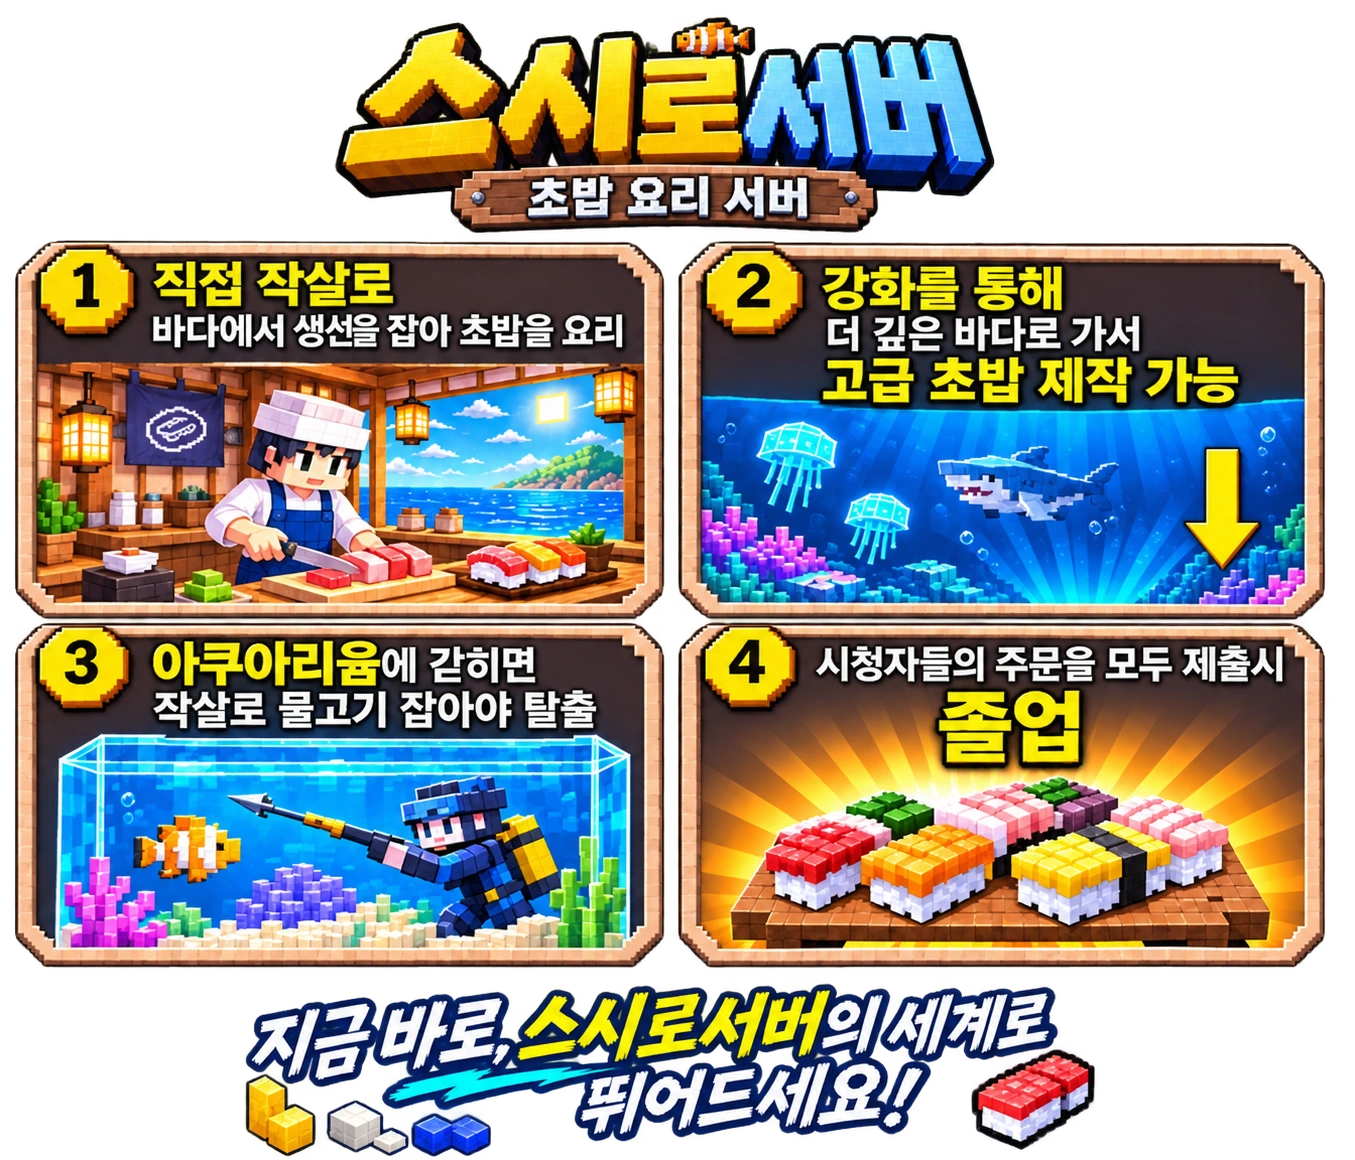 스시로서버
초밥 요리 서버
1
직접 작살로
바다에서 생선을 잡아 초밥을 요리
2
강화를 통해
더 깊은 바다로 가서
고급 초밥 제작 가능
3
아쿠아리움에 갇히면
작살로 물고기 잡아야 탈출
4
시청자들의 주문을 모두 제출시
졸업
지금 바로, 스시로서버의 세계로
뛰어드세요!